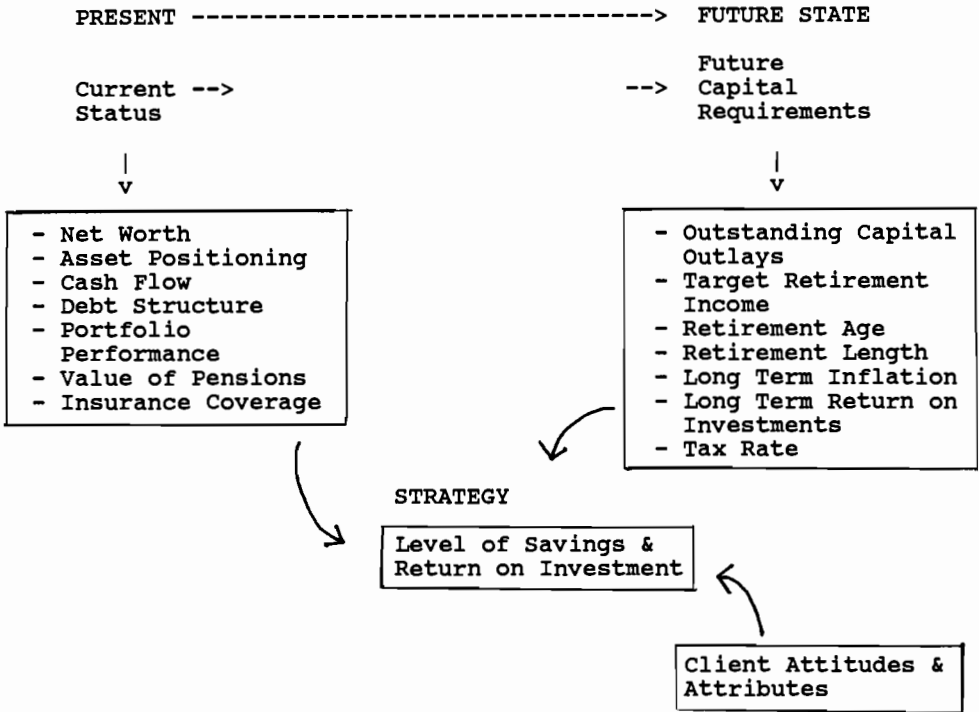 PRESENT --------------------------------> FUTURE STATE
Current -->
Status
--> Future
Capital
Requirements
- Net Worth
- Asset Positioning
- Cash Flow
- Debt Structure
- Portfolio
Performance
- Value of Pensions
- Insurance Coverage
- Outstanding Capital
Outlays
- Target Retirement
Income
- Retirement Age
- Retirement Length
- Long Term Inflation
- Long Term Return on
Investments
- Tax Rate
STRATEGY
Level of Savings &
Return on Investment
Client Attitudes &
Attributes